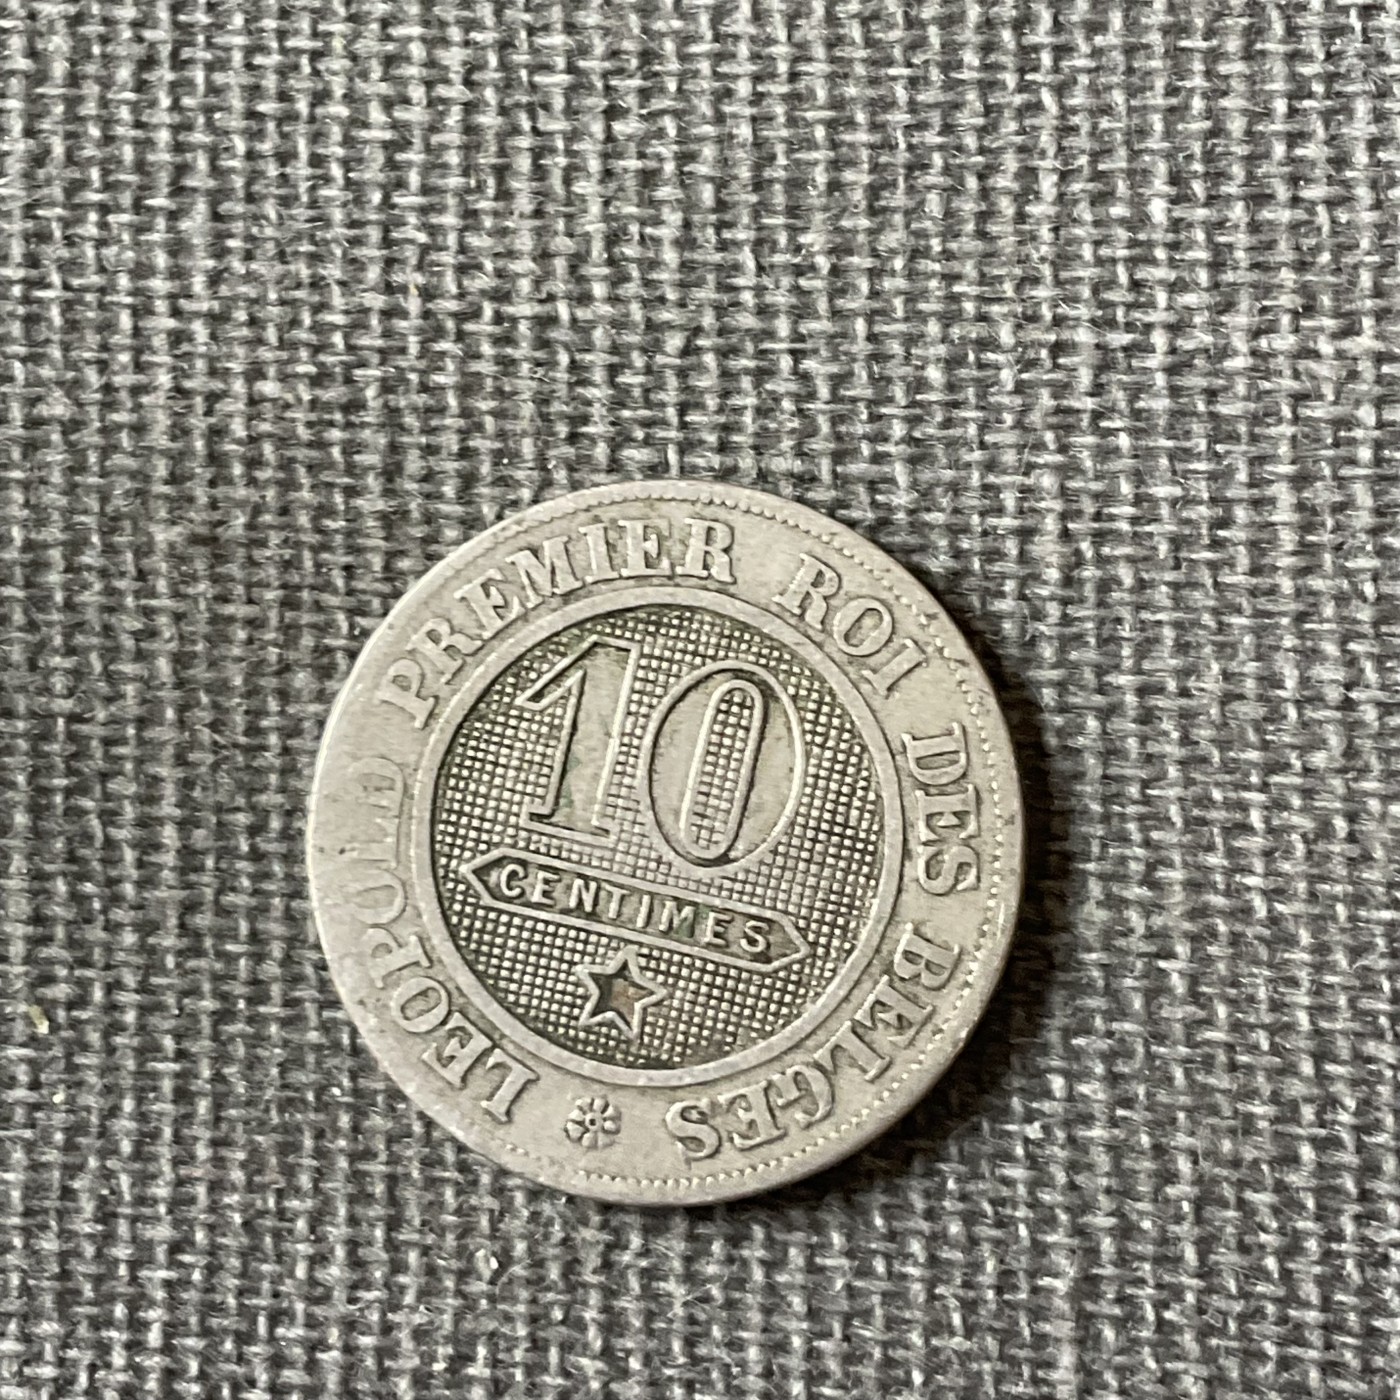 LEOPOLD PREMIER ROI DES BELGES
10
CENTIMES